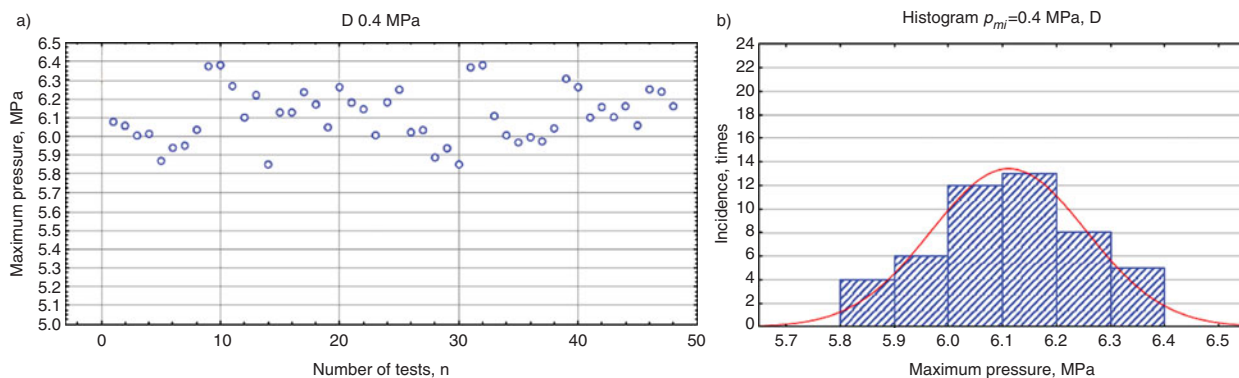 a)
D 0.4 MPa
Maximum pressure, MPa
6.5
6.4
6.3
6.2
6.1
6.0
5.9
5.8
5.7
5.6
5.5
5.4
5.3
5.2
5.1
5.0
0 10 20 30 40 50
Number of tests, n
b)
Histogram pmi=0.4 MPa, D
Incidence, times
24
22
20
18
16
14
12
10
8
6
4
2
0
5.7 5.8 5.9 6.0 6.1 6.2 6.3 6.4 6.5
Maximum pressure, MPa